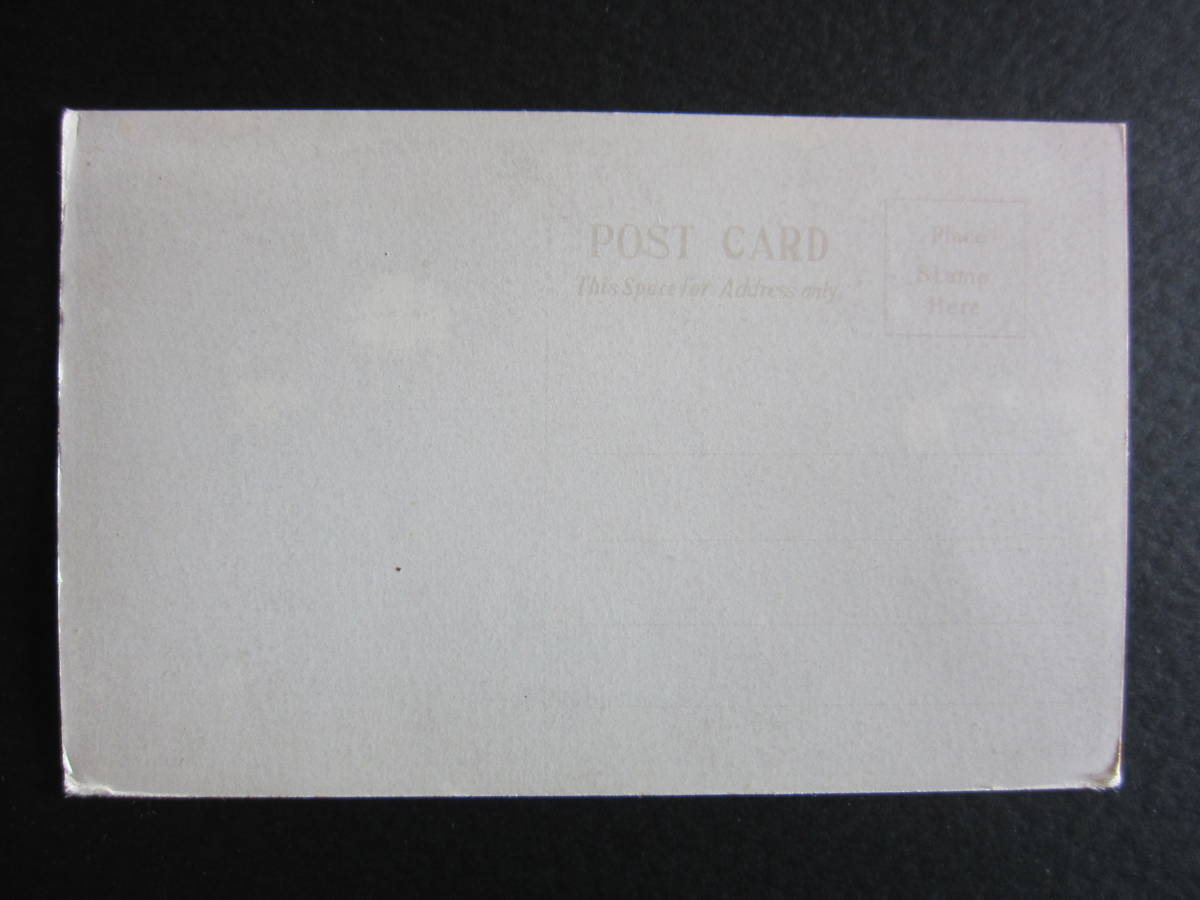 POST CARD
This Space for Address only.
Place
Stamp
Here